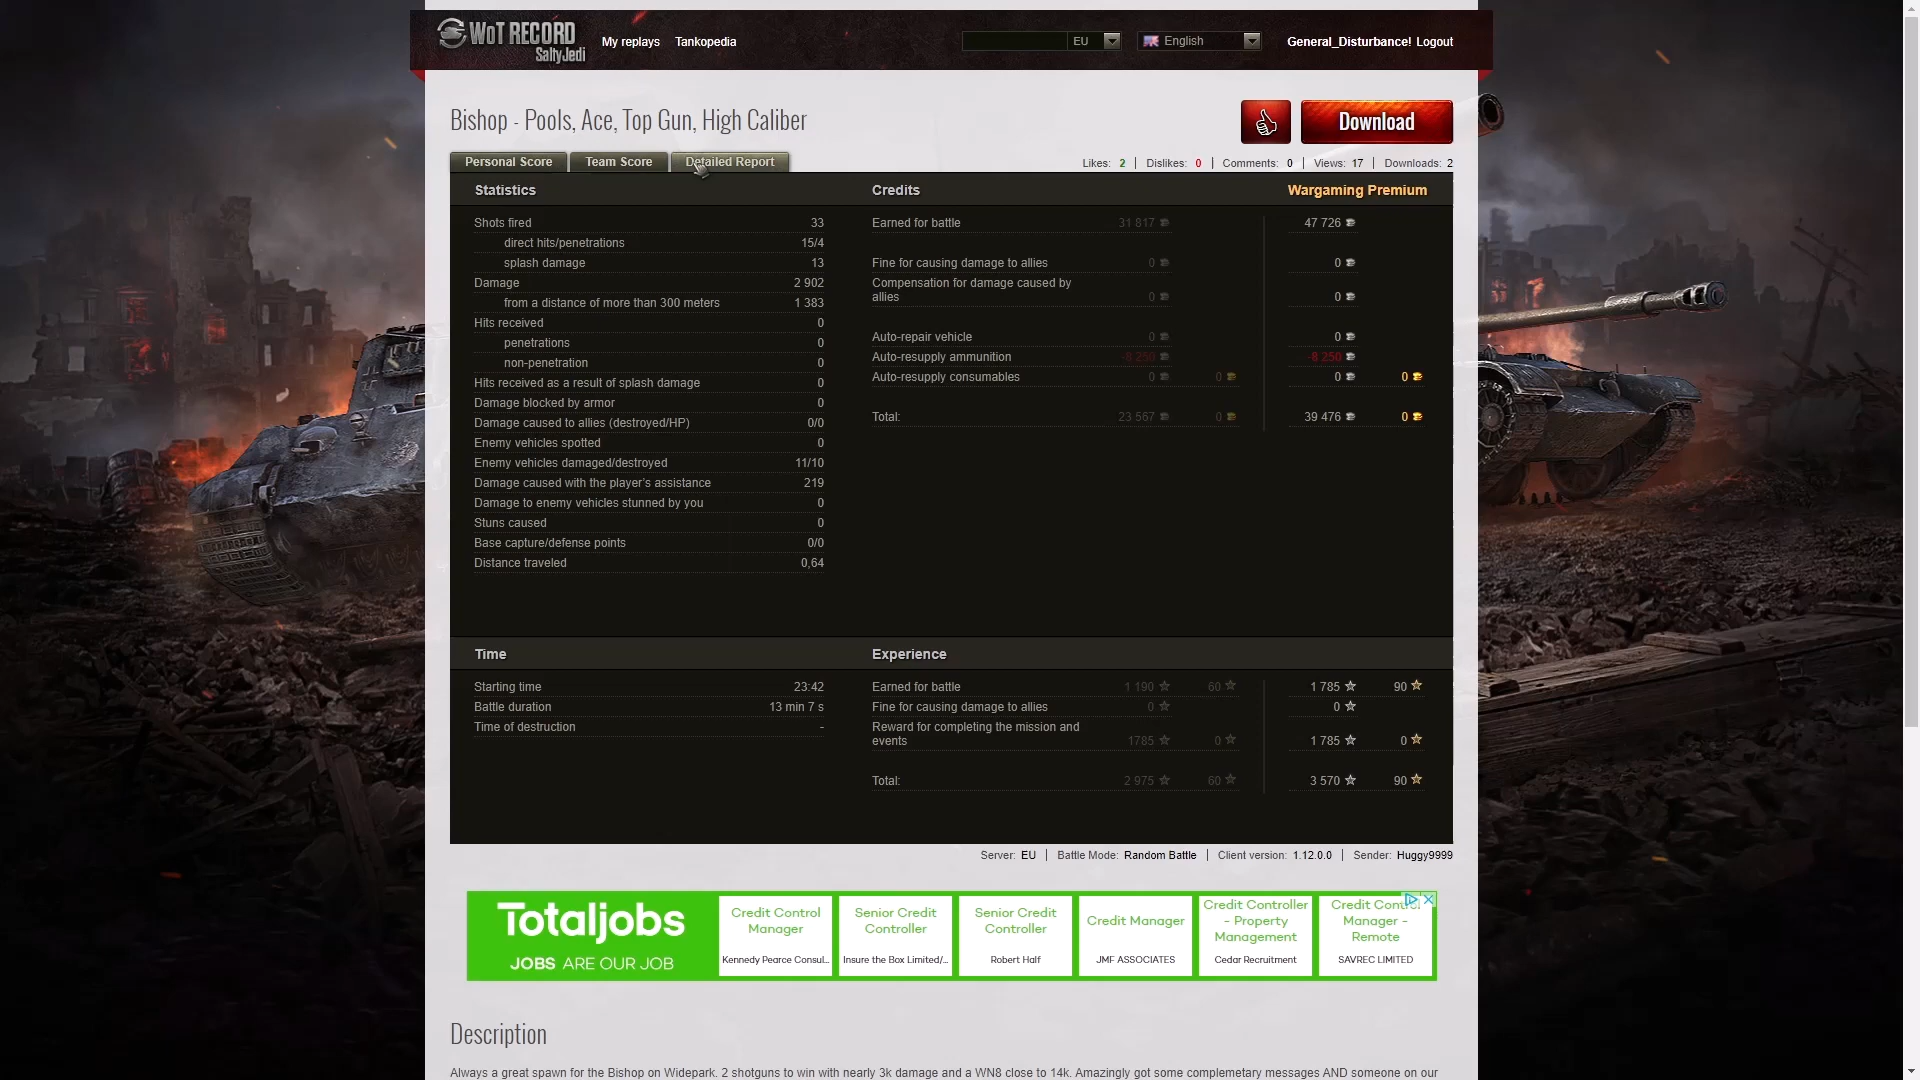 WoT RECORD
SaltyJedi
My replays Tankopedia EU English General_Disturbance! Logout
Bishop - Pools, Ace, Top Gun, High Caliber
Download
Personal Score Team Score Detailed Report
Likes: 2 | Dislikes: 0 | Comments: 0 | Views: 17 | Downloads: 2
Statistics Credits Wargaming Premium
Shots fired 33 Earned for battle 31 817 47 726
direct hits/penetrations 15/4
splash damage 13 Fine for causing damage to allies 0 0
Damage 2 902 Compensation for damage caused by
allies 0 0
from a distance of more than 300 meters 1 383
Hits received 0
penetrations 0 Auto-repair vehicle 0 0
non-penetration 0 Auto-resupply ammunition -8 250 -8 250
Hits received as a result of splash damage 0 Auto-resupply consumables 0 0 0 0
Damage blocked by armor 0
Damage caused to allies (destroyed/HP) 0/0 Total: 23 567 0 39 476 0
Enemy vehicles spotted 0
Enemy vehicles damaged/destroyed 11/10
Damage caused with the player's assistance 219
Damage to enemy vehicles stunned by you 0
Stuns caused 0
Base capture/defense points 0/0
Distance traveled 0,64
Time Experience
Starting time 23:42 Earned for battle 1 190 60 1 785 90
Battle duration 13 min 7 s Fine for causing damage to allies 0 0
Time of destruction - Reward for completing the mission and
events 1785 0 1 785 0
Total: 2 975 60 3 570 90
Server: EU | Battle Mode: Random Battle | Client version: 1.12.0.0 | Sender: Huggy9999
Totaljobs
JOBS ARE OUR JOB
Credit Control
Manager
Kennedy Pearce Consul...
Senior Credit
Controller
Insure the Box Limited/...
Senior Credit
Controller
Robert Half
Credit Manager
JMF ASSOCIATES
Credit Controller
- Property
Management
Cedar Recruitment
Credit Control
Manager -
Remote
SAVREC LIMITED
Description
Always a great spawn for the Bishop on Widepark. 2 shotguns to win with nearly 3k damage and a WN8 close to 14k. Amazingly got some complemetary messages AND someone on our